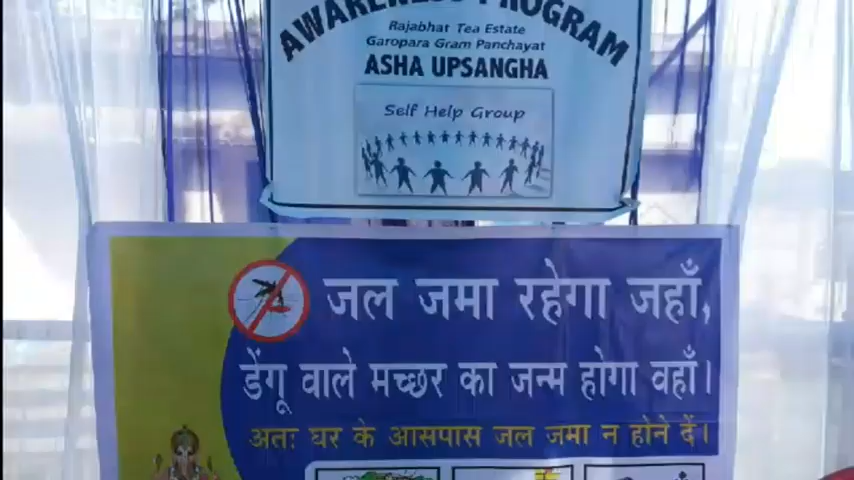 AWARENESS PROGRAM
Rajabhat Tea Estate
Garopara Gram Panchayat
ASHA UPSANGHA
Self Help Group
जल जमा रहेगा जहाँ,
डेंगू वाले मच्छर का जन्म होगा वहाँ।
अतः घर के आसपास जल जमा न होने दें।